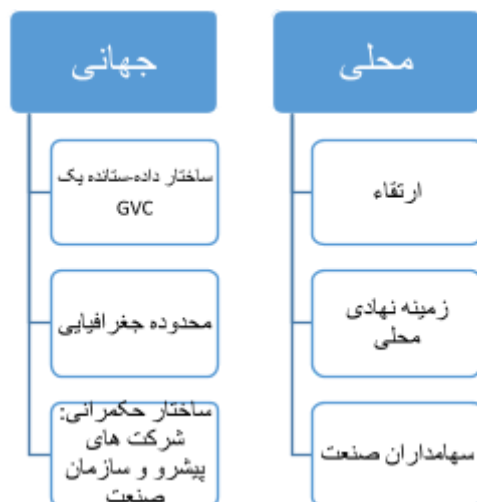 محلی
ارتقاء
زمینه نهادی
محلی
سهامداران صنعت
جهانی
ساختار داده-ستانده یک
GVC
محدوده جغرافیایی
ساختار حکمرانی:
شرکت های
پیشرو و سازمان
صنعت